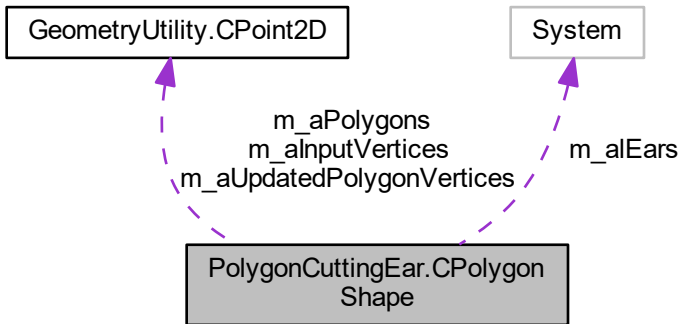 GeometryUtility.CPoint2D
System
m_aPolygons
m_aInputVertices
m_aUpdatedPolygonVertices
m_alEars
PolygonCuttingEar.CPolygon
Shape